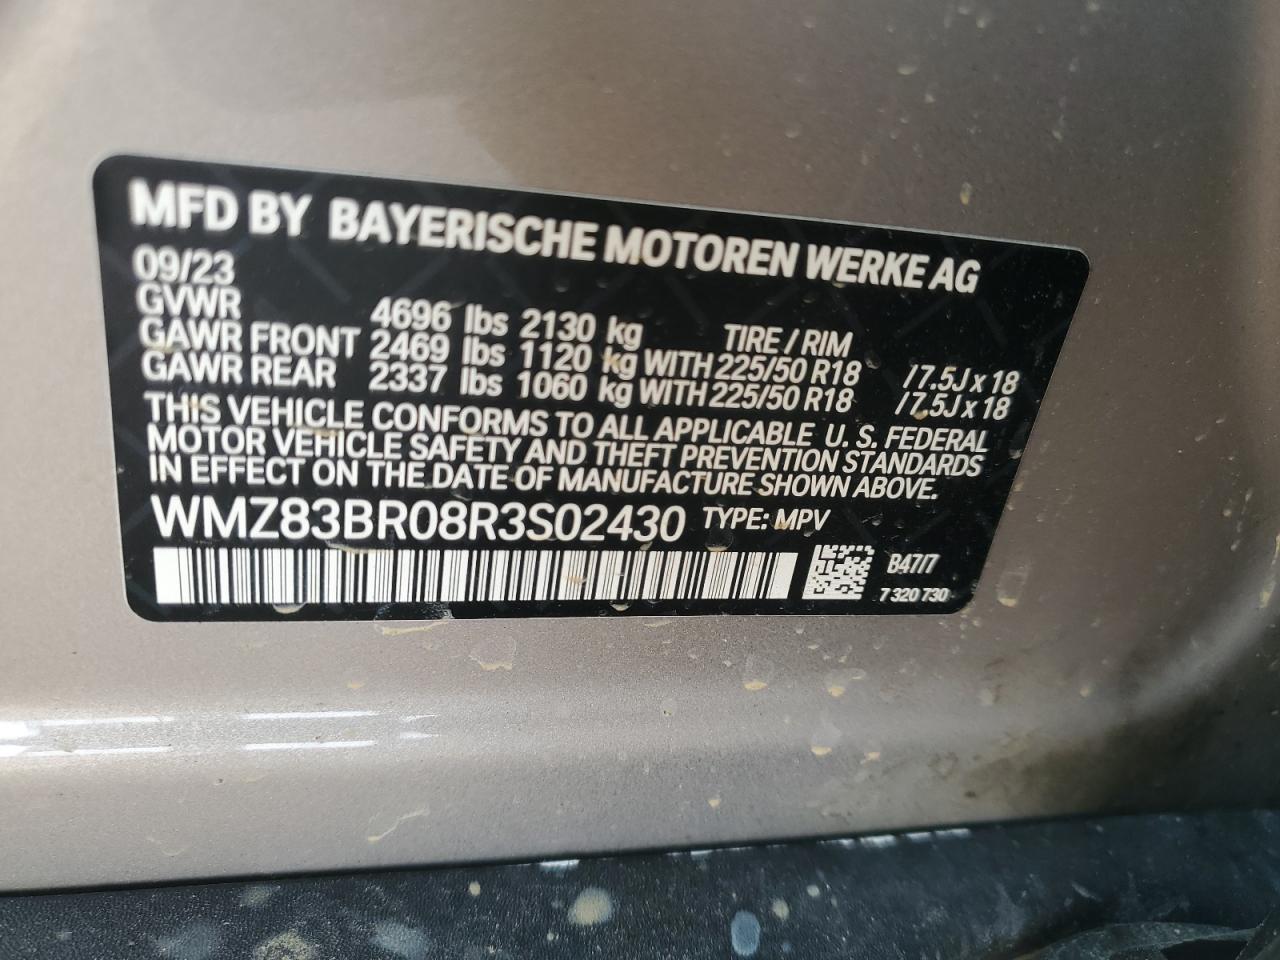 MFD BY BAYERISCHE MOTOREN WERKE AG
09/23
GVWR 4696 lbs 2130 kg TIRE / RIM
GAWR FRONT 2469 lbs 1120 kg WITH 225/50 R18 / 7.5J x 18
GAWR REAR 2337 lbs 1060 kg WITH 225/50 R18 / 7.5J x 18
THIS VEHICLE CONFORMS TO ALL APPLICABLE U. S. FEDERAL
MOTOR VEHICLE SAFETY AND THEFT PREVENTION STANDARDS
IN EFFECT ON THE DATE OF MANUFACTURE SHOWN ABOVE.
WMZ83BR08R3S02430 TYPE: MPV
B47/7
7 320 730